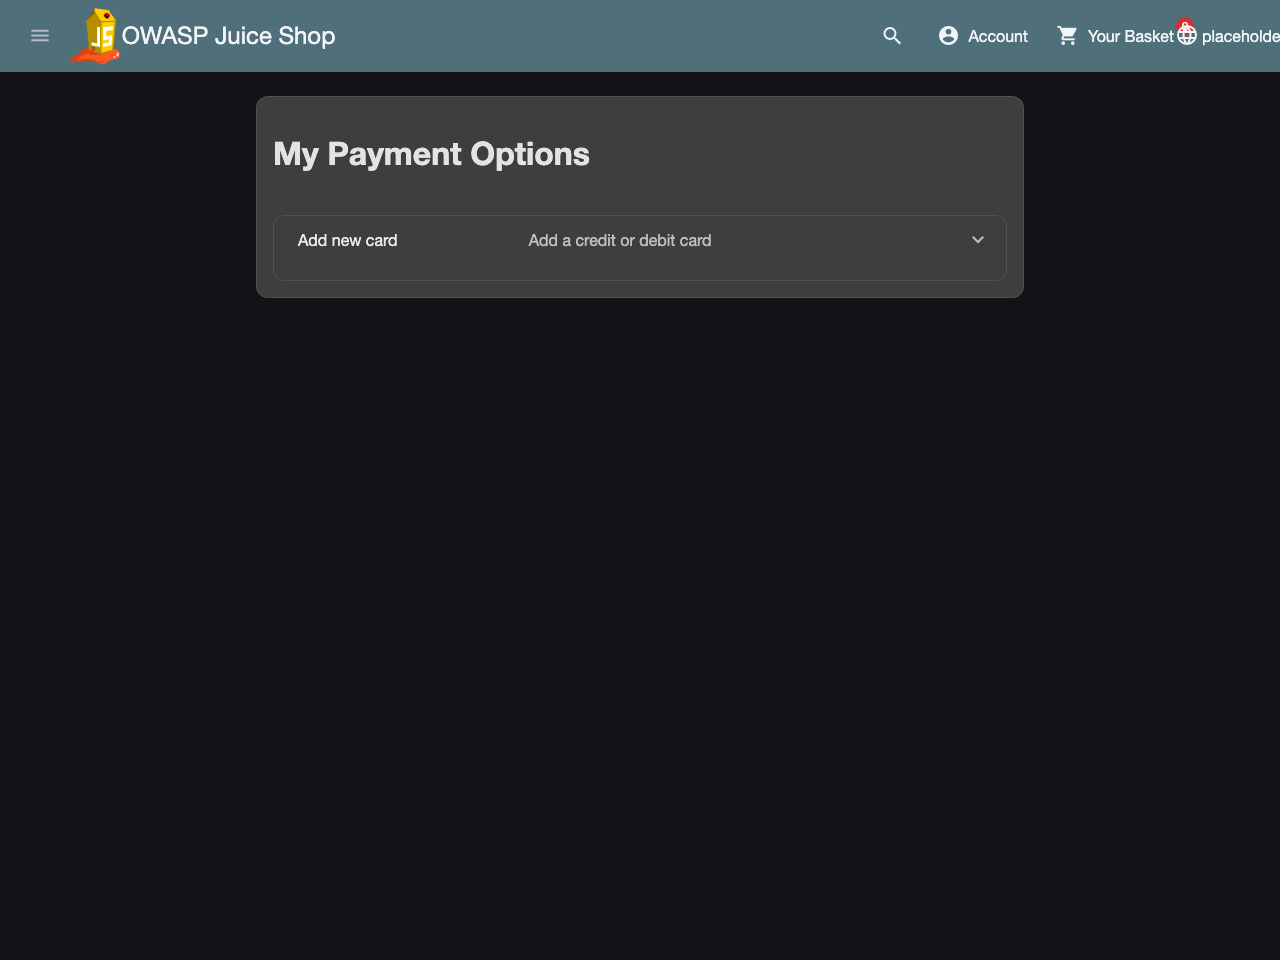 OWASP Juice Shop
Account
Your Basket
placeholde
My Payment Options
Add new card
Add a credit or debit card